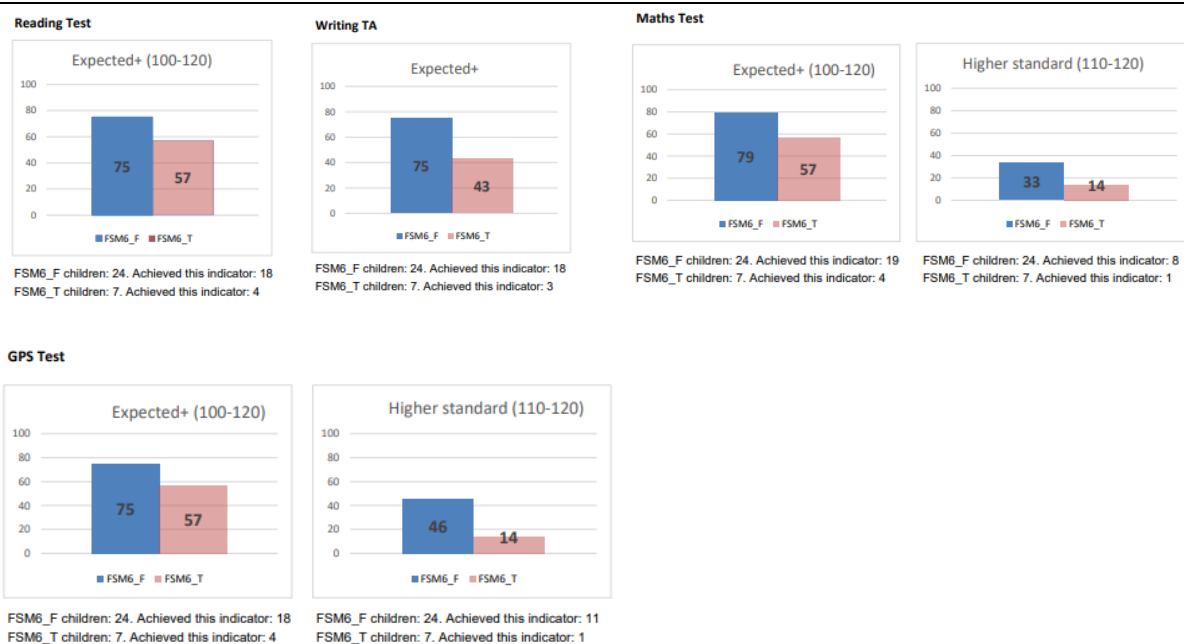 Reading Test
Expected+ (100-120)
100
80
60
40
20
0
75
57
FSM6_F FSM6_T
FSM6_F children: 24. Achieved this indicator: 18
FSM6_T children: 7. Achieved this indicator: 4
Writing TA
Expected+
100
80
60
40
20
0
75
43
FSM6_F FSM6_T
FSM6_F children: 24. Achieved this indicator: 18
FSM6_T children: 7. Achieved this indicator: 3
Maths Test
Expected+ (100-120)
100
80
60
40
20
0
79
57
FSM6_F FSM6_T
FSM6_F children: 24. Achieved this indicator: 19
FSM6_T children: 7. Achieved this indicator: 4
Higher standard (110-120)
100
80
60
40
20
0
33
14
FSM6_F FSM6_T
FSM6_F children: 24. Achieved this indicator: 8
FSM6_T children: 7. Achieved this indicator: 1
GPS Test
Expected+ (100-120)
100
80
60
40
20
0
75
57
FSM6_F FSM6_T
FSM6_F children: 24. Achieved this indicator: 18
FSM6_T children: 7. Achieved this indicator: 4
Higher standard (110-120)
100
80
60
40
20
0
46
14
FSM6_F FSM6_T
FSM6_F children: 24. Achieved this indicator: 11
FSM6_T children: 7. Achieved this indicator: 1